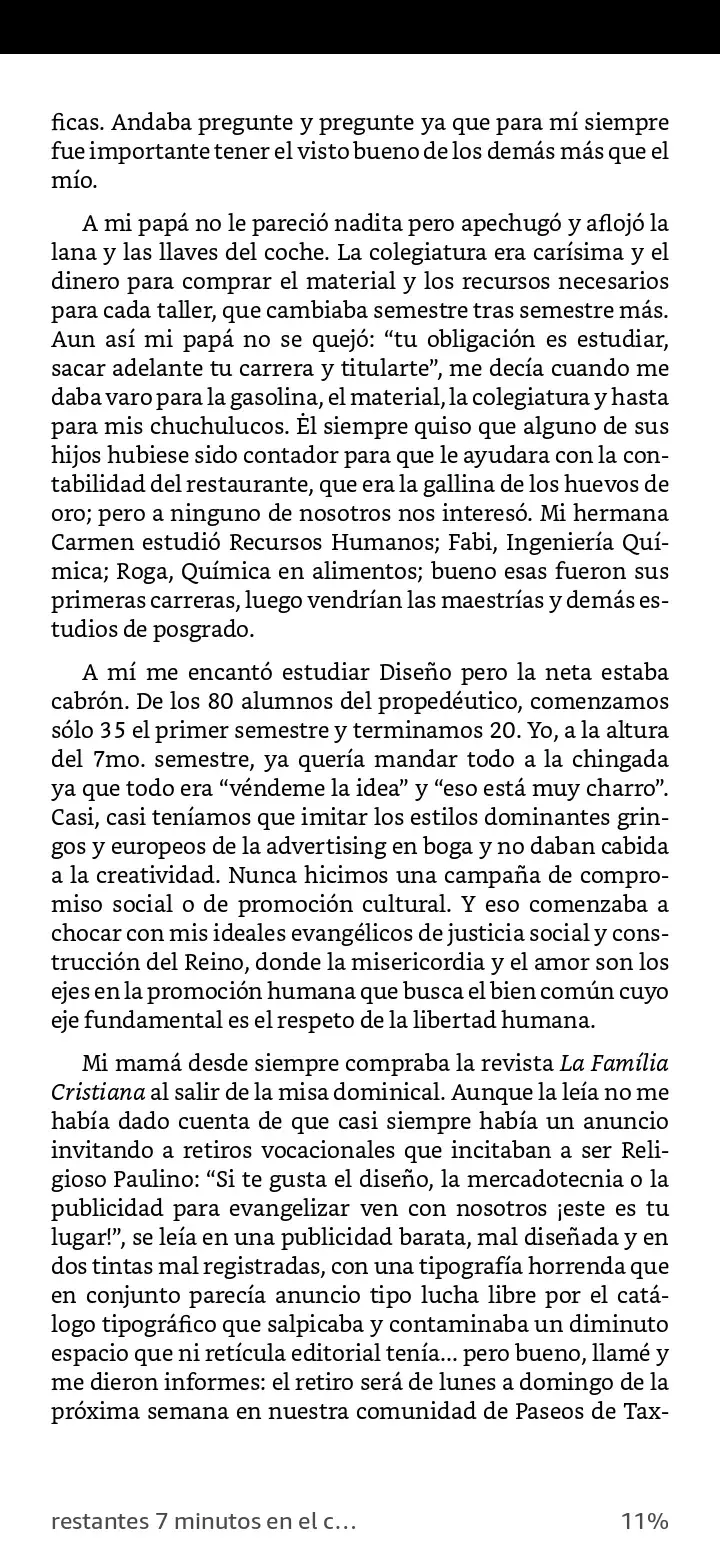 ficas. Andaba pregunte y pregunte ya que para mí siempre
fue importante tener el visto bueno de los demás más que el
mío.
A mi papá no le pareció nadita pero apechugó y aflojó la
lana y las llaves del coche. La colegiatura era carísima y el
dinero para comprar el material y los recursos necesarios
para cada taller, que cambiaba semestre tras semestre más.
Aun así mi papá no se quejó: “tu obligación es estudiar,
sacar adelante tu carrera y titularte”, me decía cuando me
daba varo para la gasolina, el material, la colegiatura y hasta
para mis chuchulucos. Ėl siempre quiso que alguno de sus
hijos hubiese sido contador para que le ayudara con la con-
tabilidad del restaurante, que era la gallina de los huevos de
oro; pero a ninguno de nosotros nos interesó. Mi hermana
Carmen estudió Recursos Humanos; Fabi, Ingeniería Quí-
mica; Roga, Química en alimentos; bueno esas fueron sus
primeras carreras, luego vendrían las maestrías y demás es-
tudios de posgrado.
A mí me encantó estudiar Diseño pero la neta estaba
cabrón. De los 80 alumnos del propedéutico, comenzamos
sólo 35 el primer semestre y terminamos 20. Yo, a la altura
del 7mo. semestre, ya quería mandar todo a la chingada
ya que todo era “véndeme la idea” y “eso está muy charro”.
Casi, casi teníamos que imitar los estilos dominantes grin-
gos y europeos de la advertising en boga y no daban cabida
a la creatividad. Nunca hicimos una campaña de compro-
miso social o de promoción cultural. Y eso comenzaba a
chocar con mis ideales evangélicos de justicia social y cons-
trucción del Reino, donde la misericordia y el amor son los
ejes en la promoción humana que busca el bien común cuyo
eje fundamental es el respeto de la libertad humana.
Mi mamá desde siempre compraba la revista La Família
Cristiana al salir de la misa dominical. Aunque la leía no me
había dado cuenta de que casi siempre había un anuncio
invitando a retiros vocacionales que incitaban a ser Reli-
gioso Paulino: “Si te gusta el diseño, la mercadotecnia o la
publicidad para evangelizar ven con nosotros ¡este es tu
lugar!”, se leía en una publicidad barata, mal diseñada y en
dos tintas mal registradas, con una tipografía horrenda que
en conjunto parecía anuncio tipo lucha libre por el catá-
logo tipográfico que salpicaba y contaminaba un diminuto
espacio que ni retícula editorial tenía... pero bueno, llamé y
me dieron informes: el retiro será de lunes a domingo de la
próxima semana en nuestra comunidad de Paseos de Tax-
restantes 7 minutos en el c...
11%